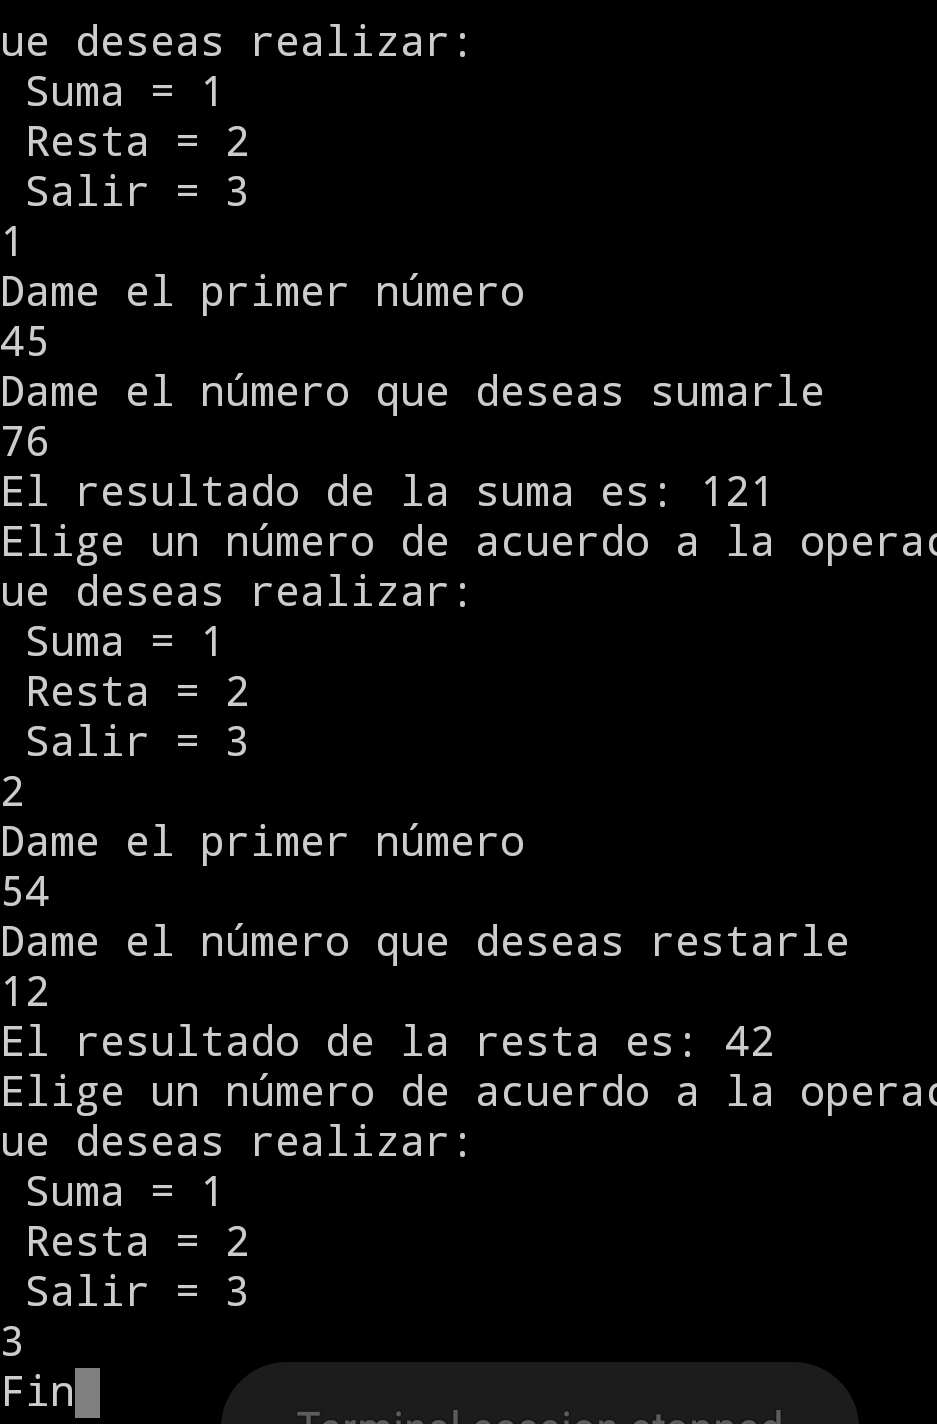 ue deseas realizar:
Suma = 1
Resta = 2
Salir = 3
1
Dame el primer número
45
Dame el número que deseas sumarle
76
El resultado de la suma es: 121
Elige un número de acuerdo a la operac
ue deseas realizar:
Suma = 1
Resta = 2
Salir = 3
2
Dame el primer número
54
Dame el número que deseas restarle
12
El resultado de la resta es: 42
Elige un número de acuerdo a la operac
ue deseas realizar:
Suma = 1
Resta = 2
Salir = 3
3
Fin
Terminal session stopped